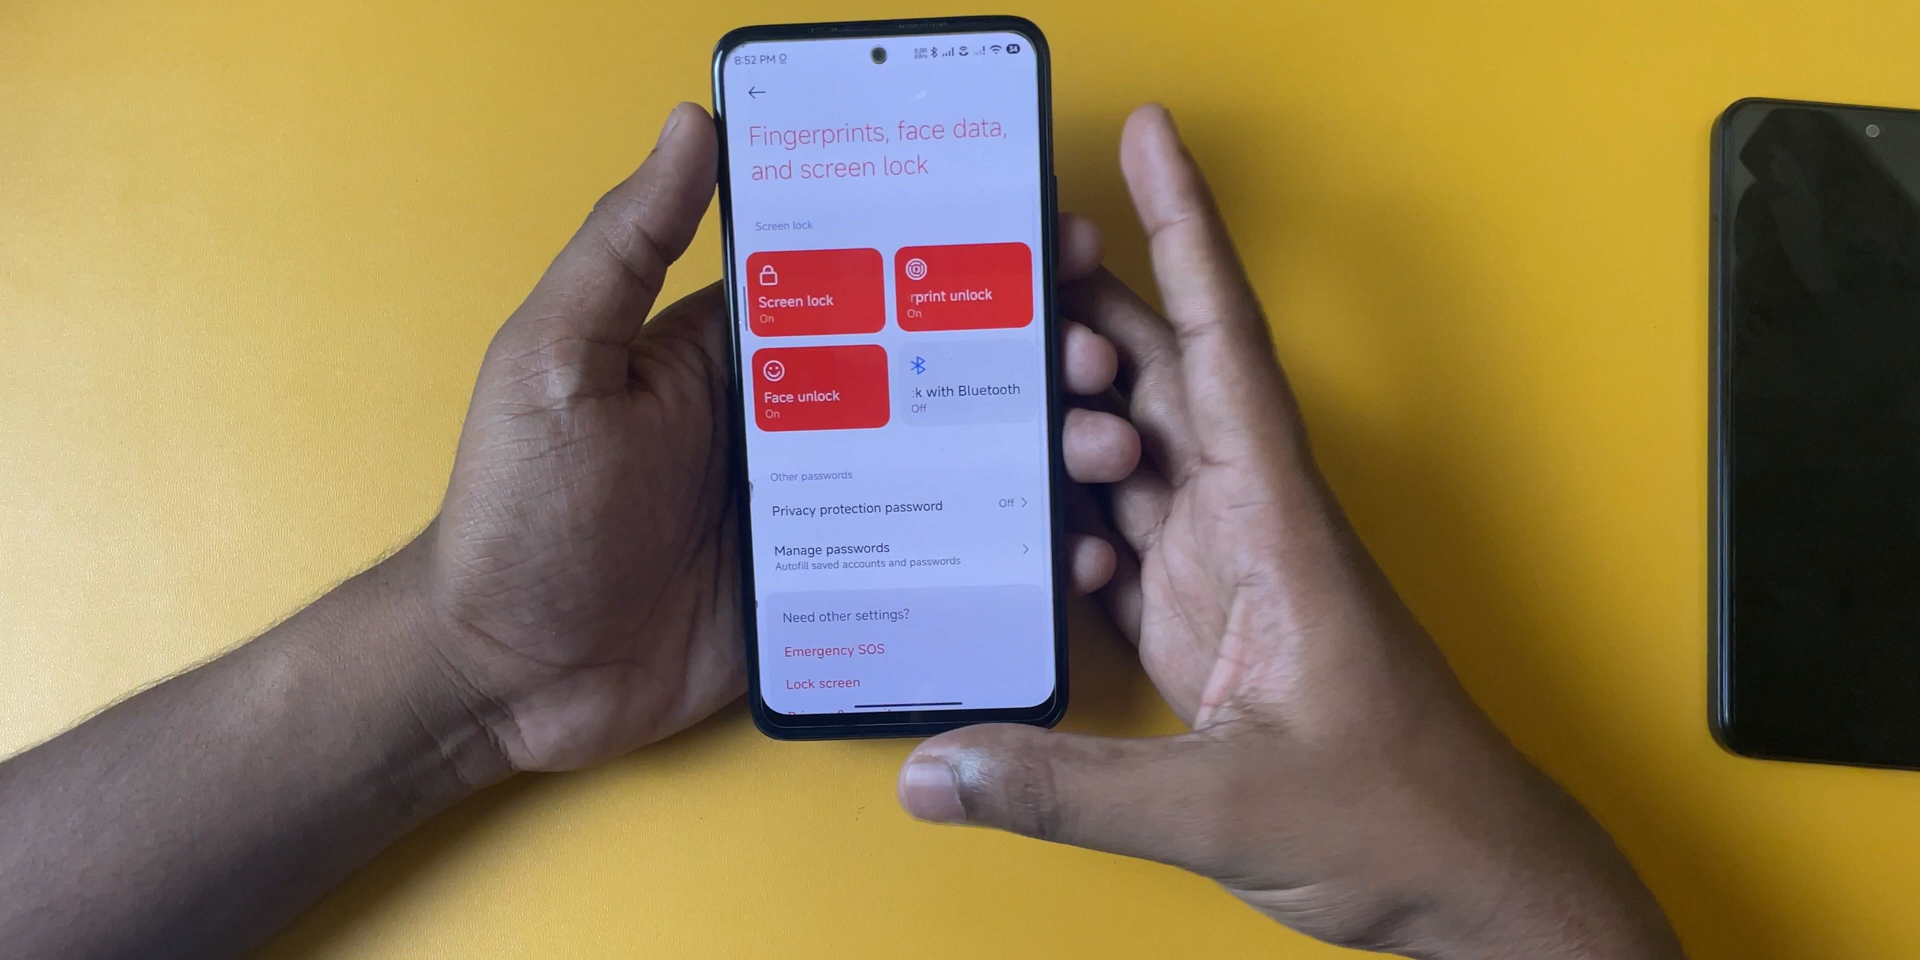 8:52 PM
54
Fingerprints, face data,
and screen lock
Screen lock
Screen lock
On
rprint unlock
On
Face unlock
On
k with Bluetooth
Off
Other passwords
Privacy protection password
Off
Manage passwords
Autofill saved accounts and passwords
Need other settings?
Emergency SOS
Lock screen